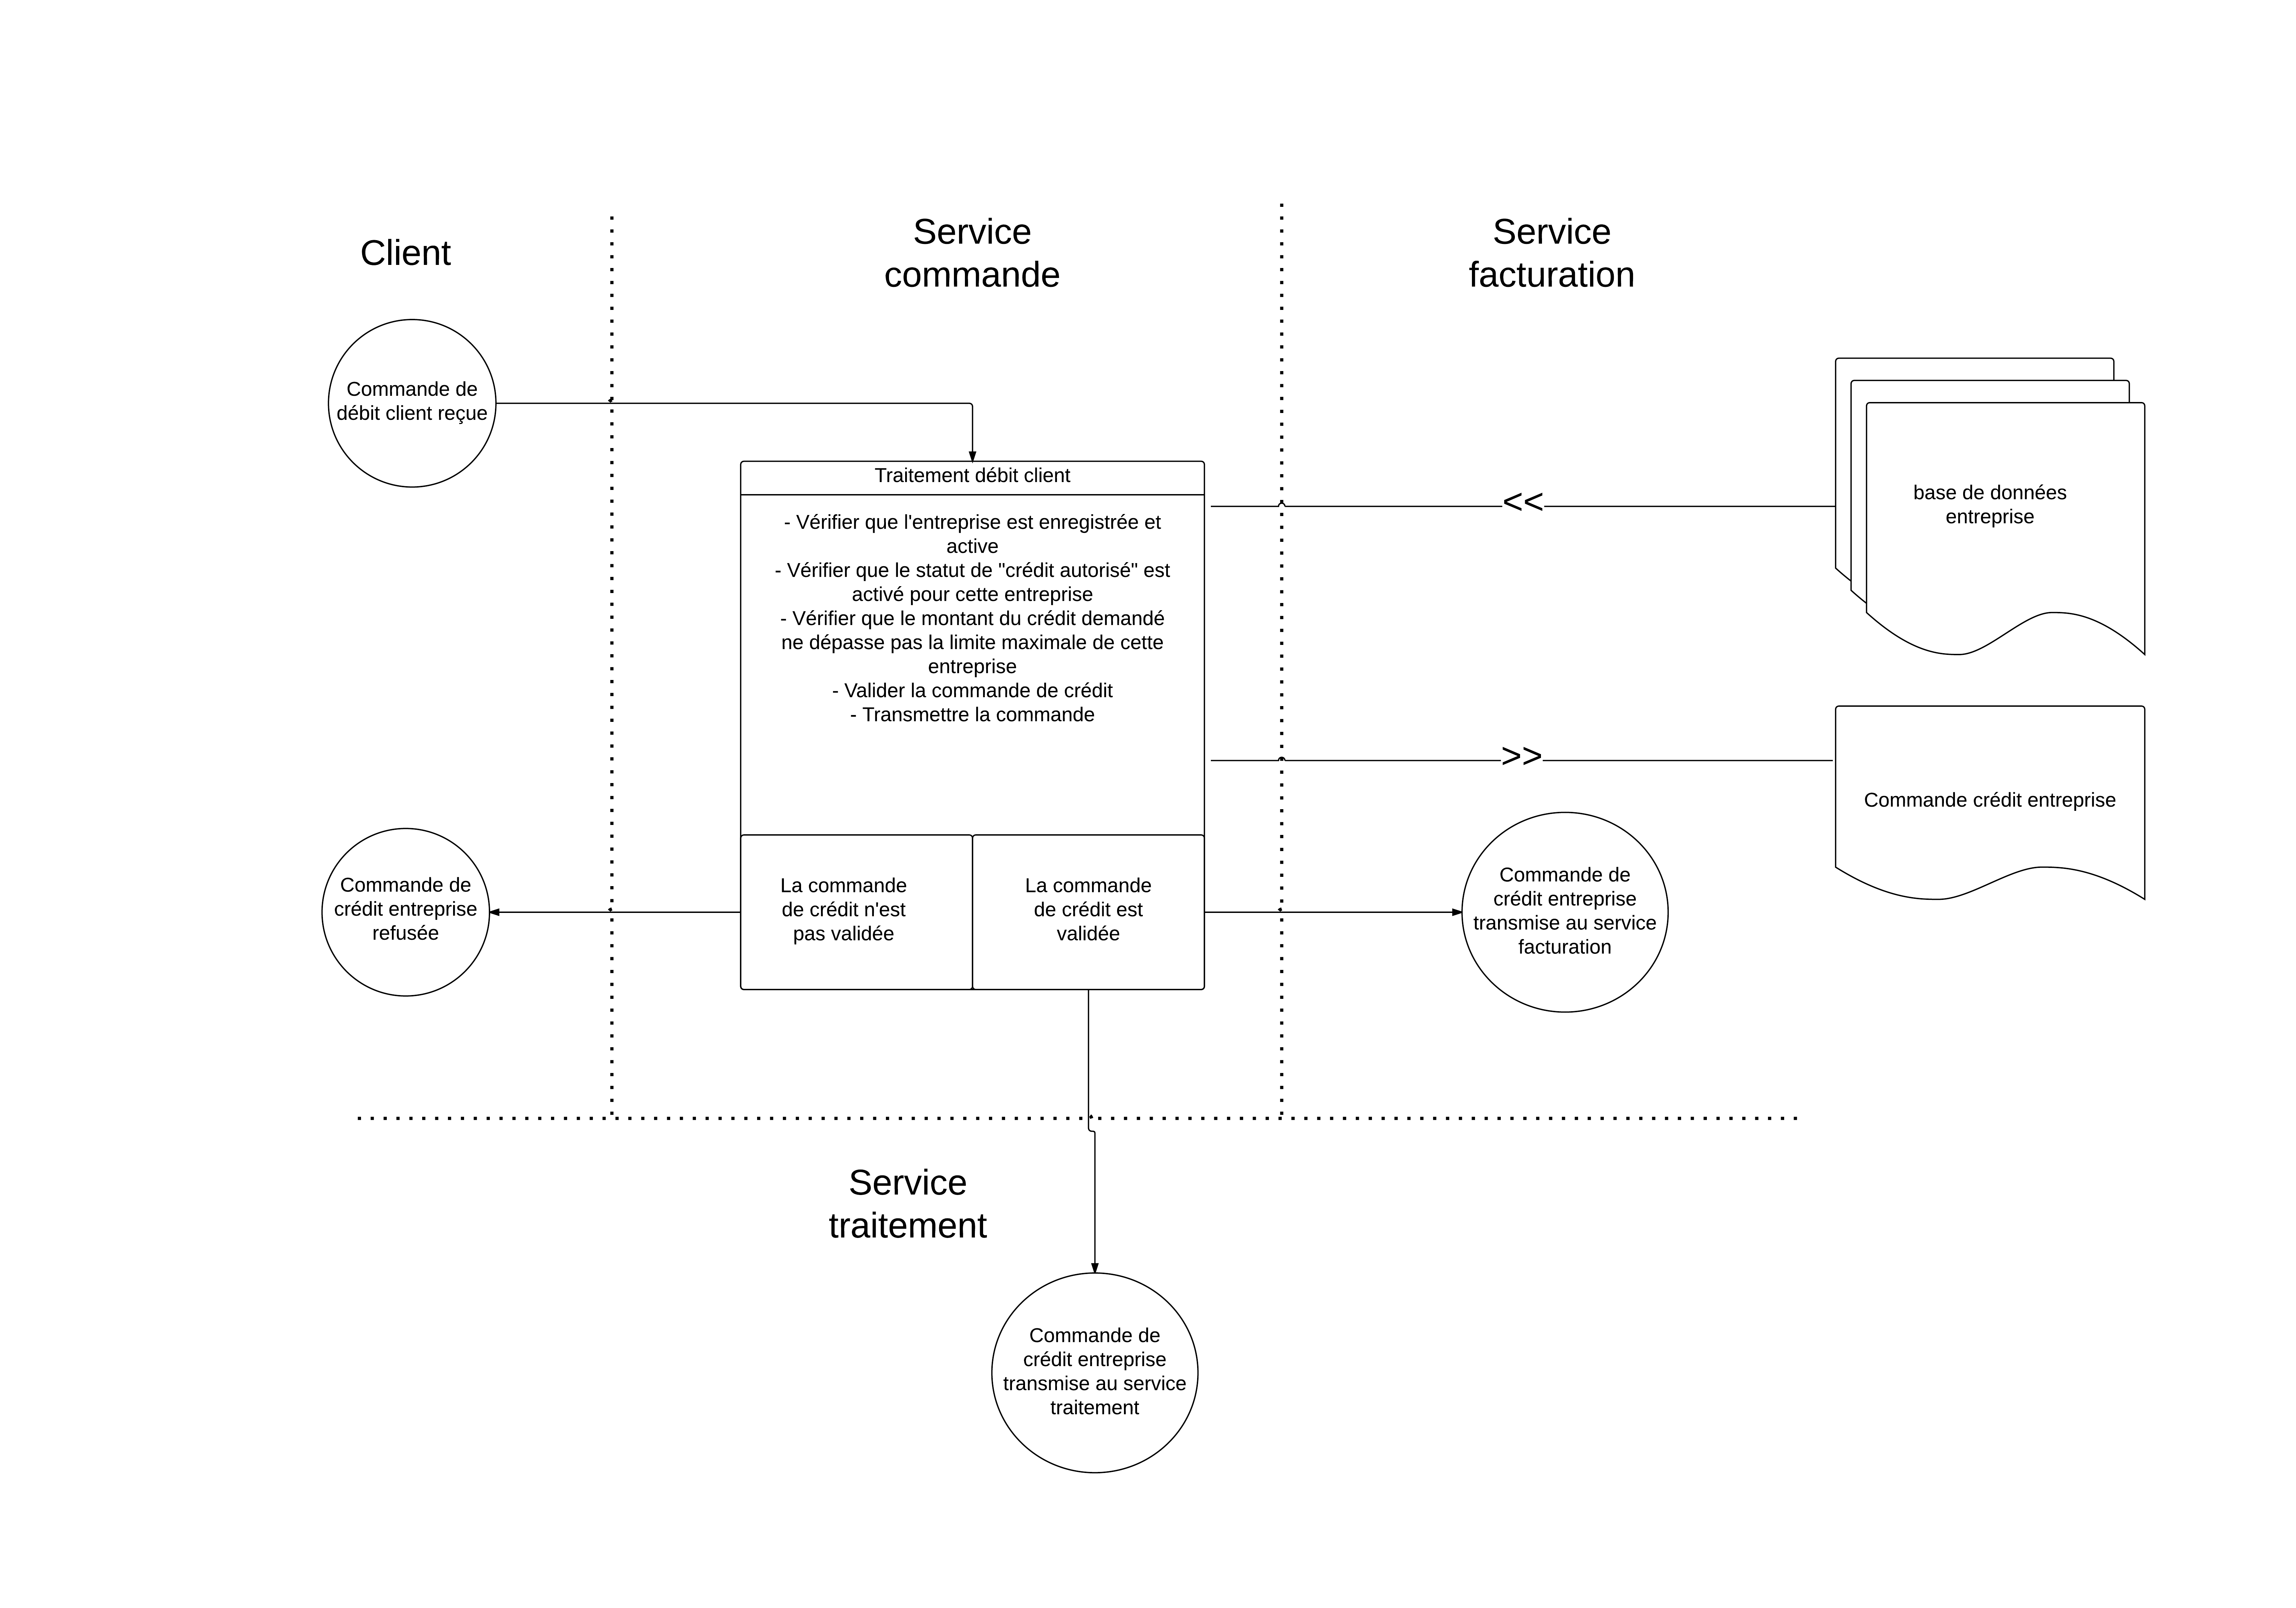 Client
Service
commande
Service
facturation
Commande de
débit client reçue
Traitement débit client
- Vérifier que l'entreprise est enregistrée et
active
- Vérifier que le statut de "crédit autorisé" est
activé pour cette entreprise
- Vérifier que le montant du crédit demandé
ne dépasse pas la limite maximale de cette
entreprise
- Valider la commande de crédit
- Transmettre la commande
<<
base de données
entreprise
>>
Commande crédit entreprise
Commande de
crédit entreprise
refusée
La commande
de crédit n'est
pas validée
La commande
de crédit est
validée
Commande de
crédit entreprise
transmise au service
facturation
Service
traitement
Commande de
crédit entreprise
transmise au service
traitement